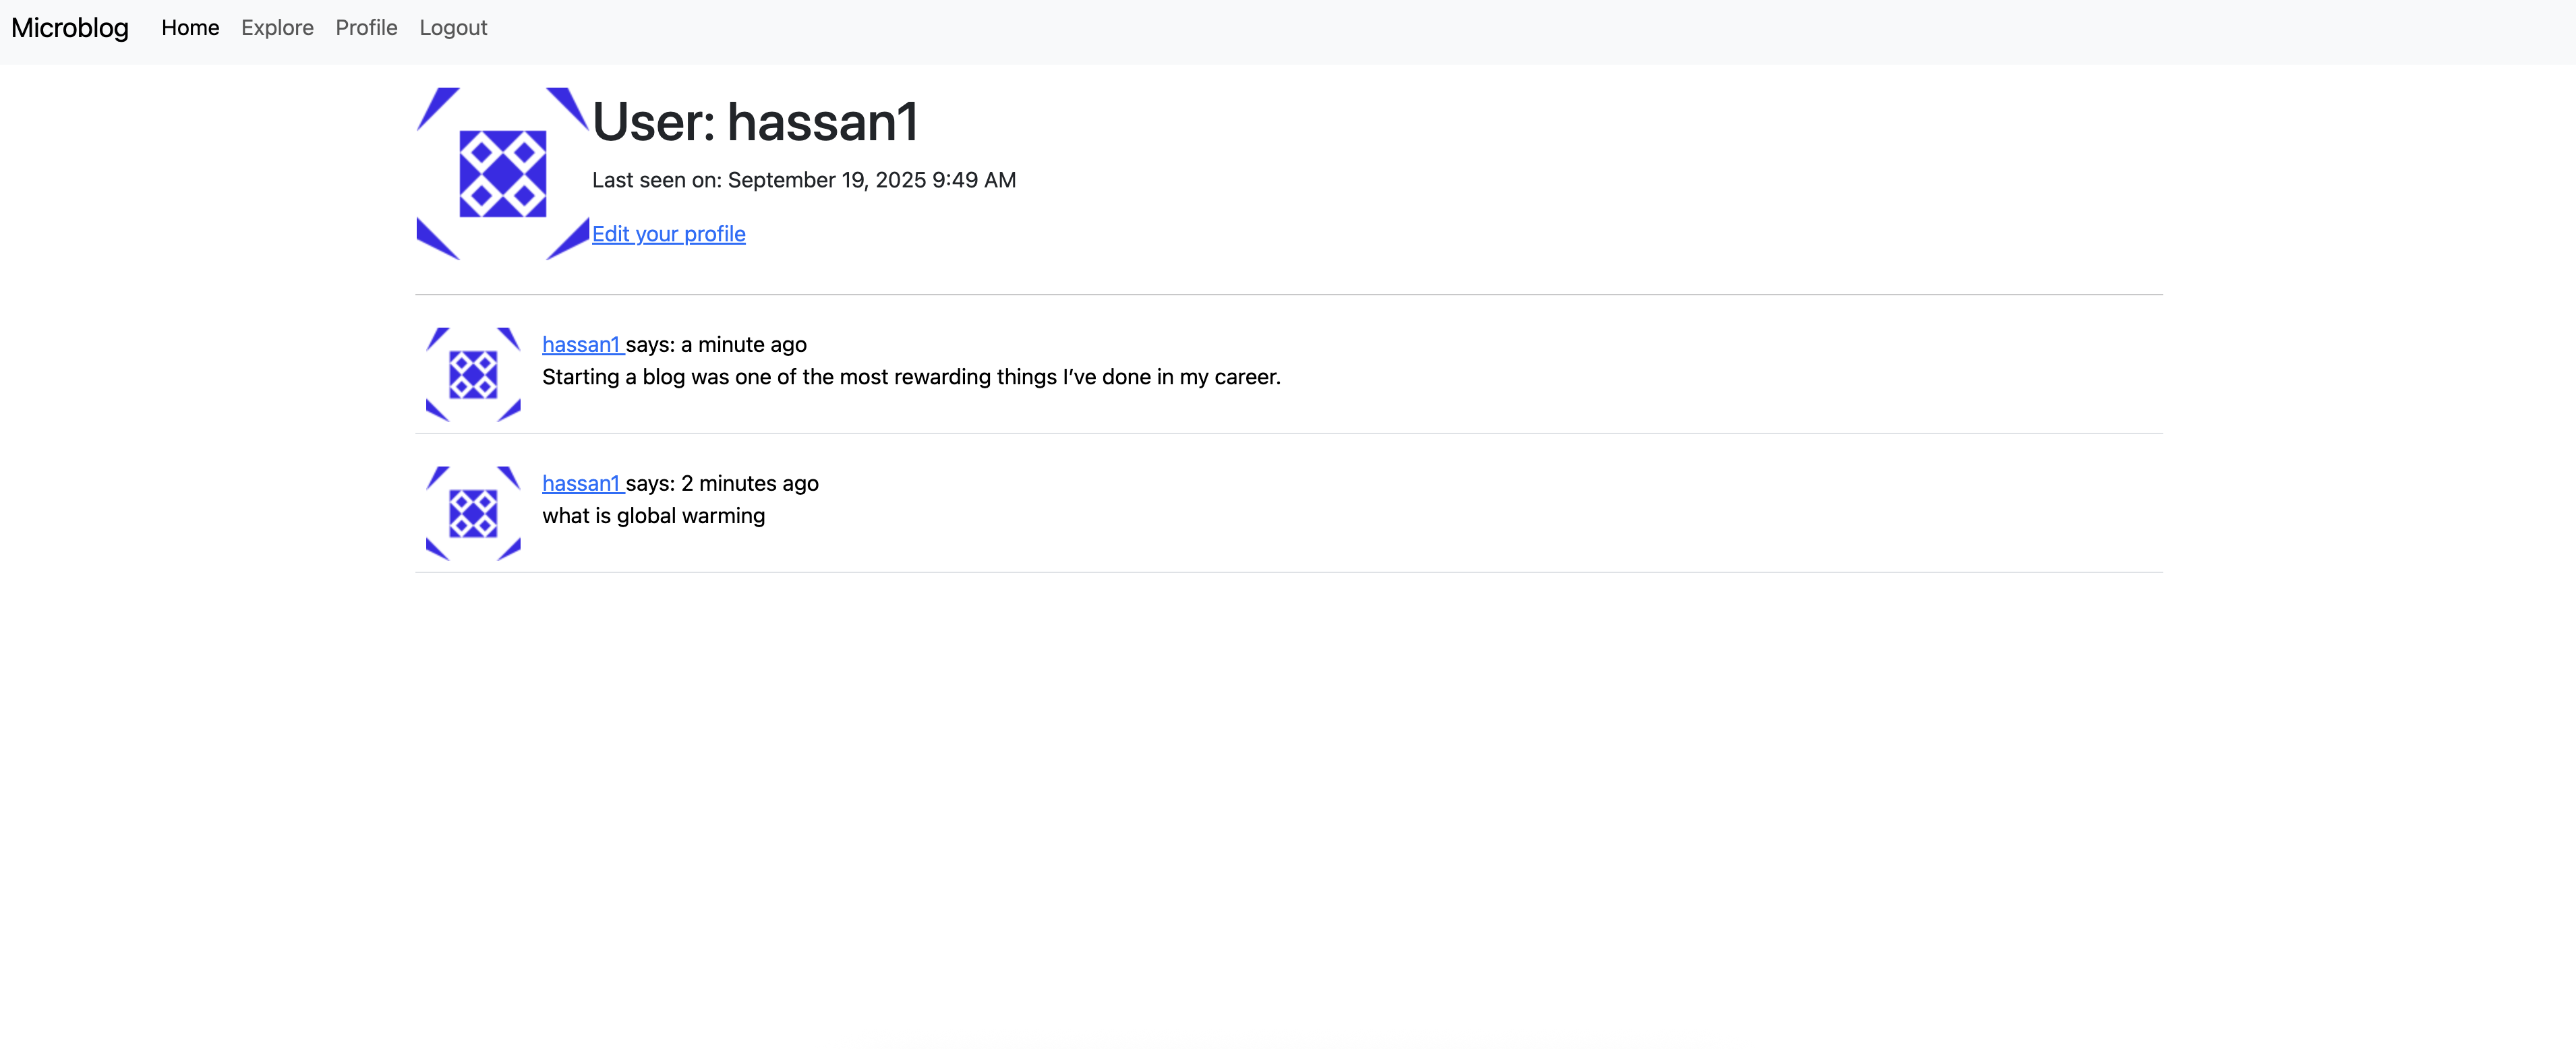 Microblog Home Explore Profile Logout
User: hassan1
Last seen on: September 19, 2025 9:49 AM
Edit your profile
hassan1 says: a minute ago
Starting a blog was one of the most rewarding things I’ve done in my career.
hassan1 says: 2 minutes ago
what is global warming